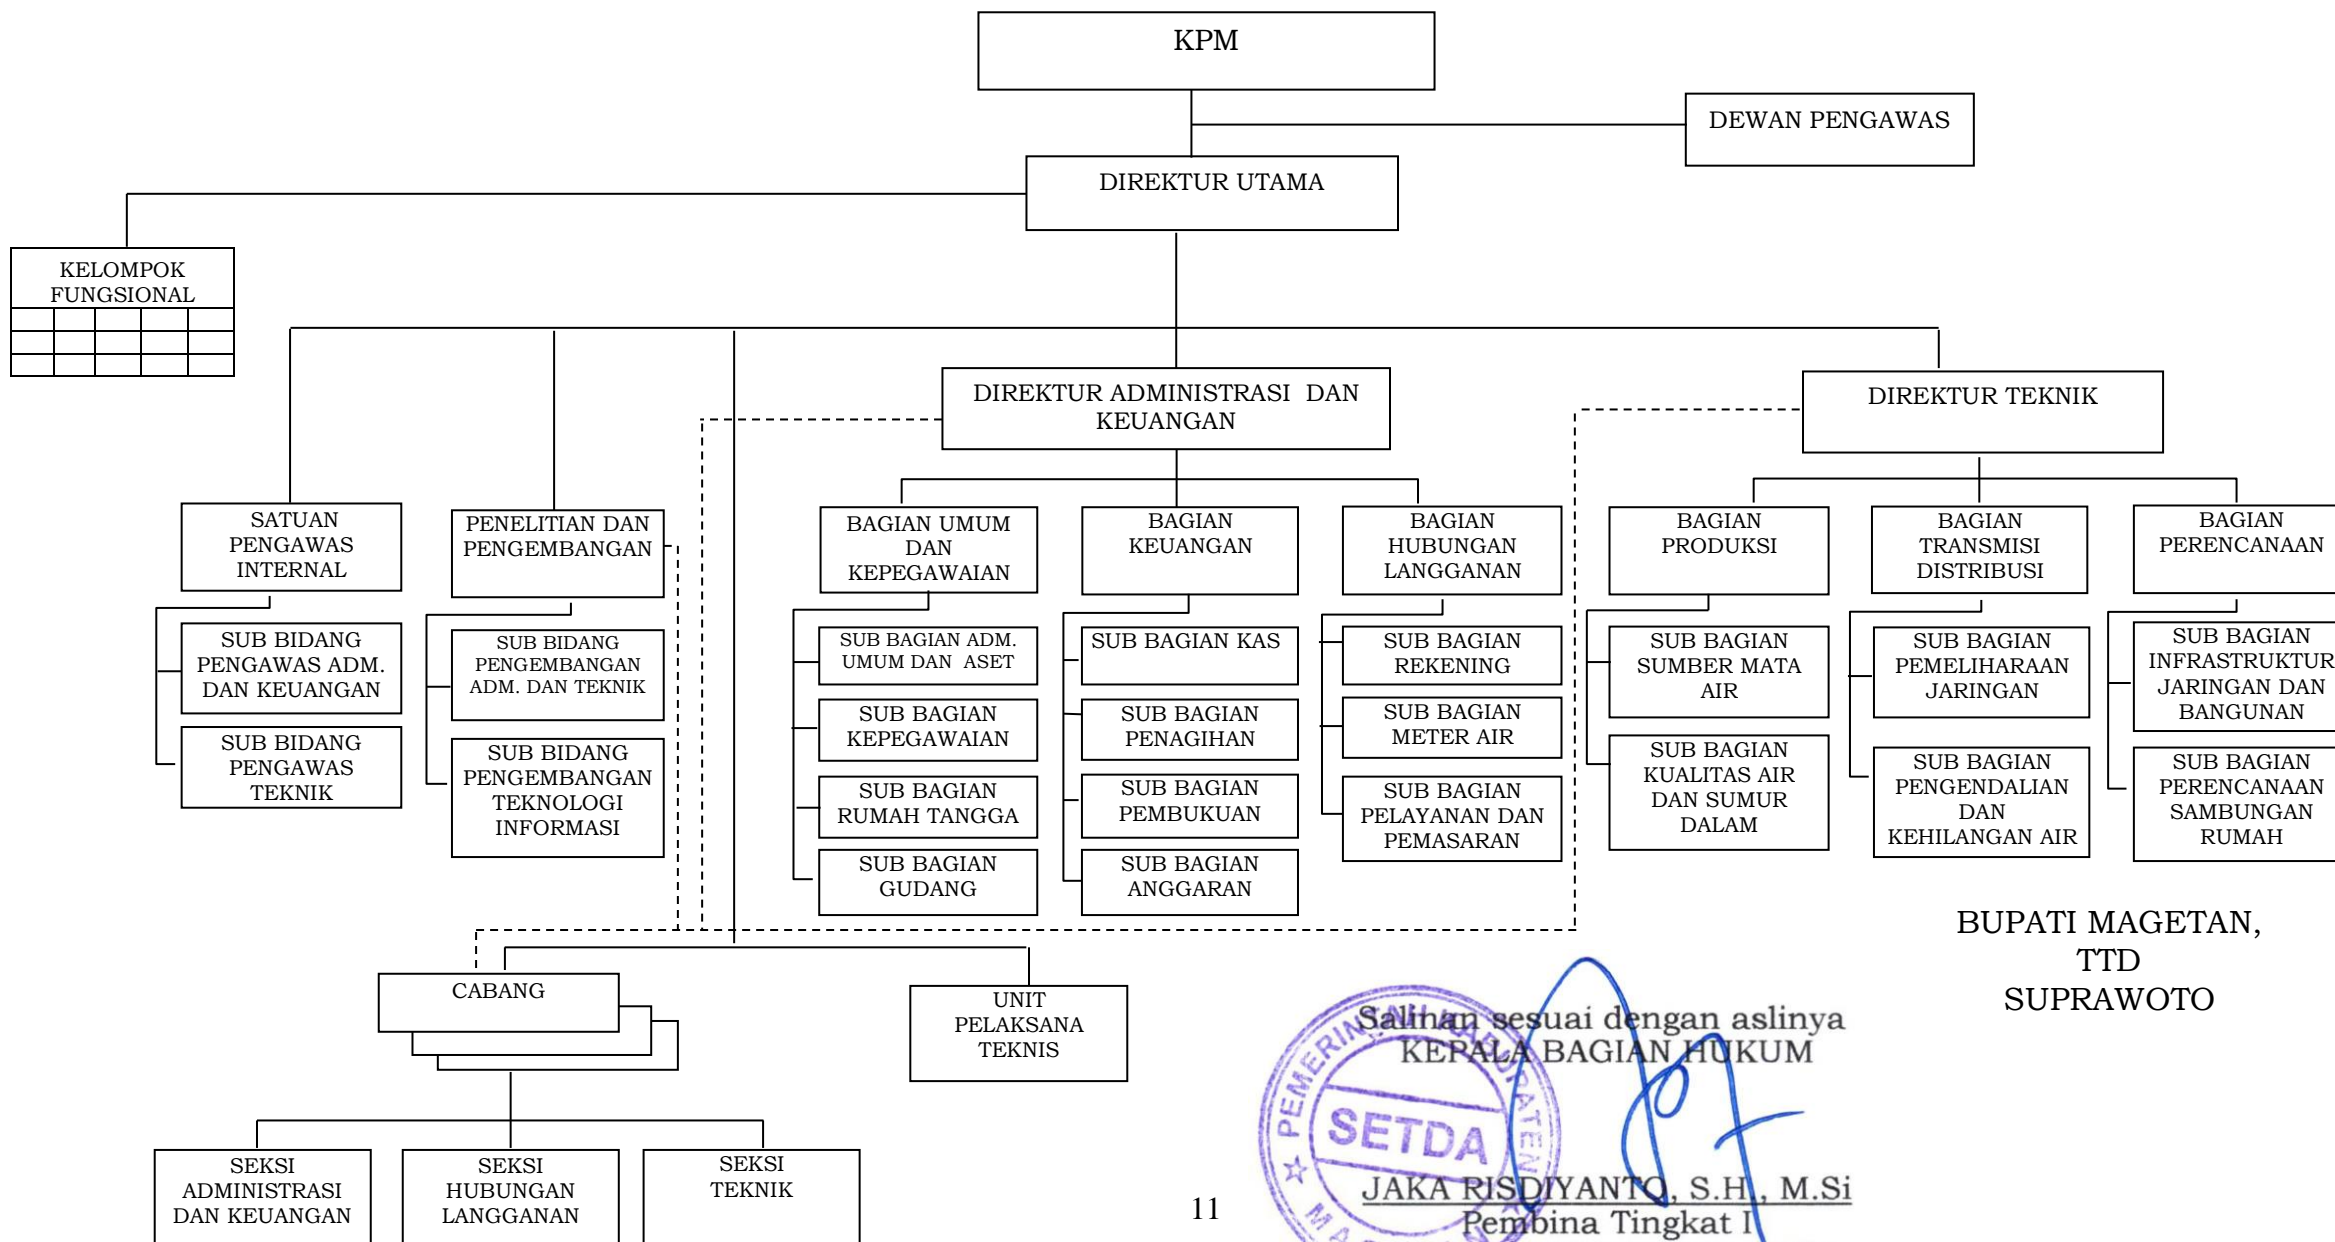 KPM
DEWAN PENGAWAS
DIREKTUR UTAMA
KELOMPOK
FUNGSIONAL
DIREKTUR ADMINISTRASI DAN
KEUANGAN
DIREKTUR TEKNIK
SATUAN
PENGAWAS
INTERNAL
PENELITIAN DAN
PENGEMBANGAN
BAGIAN UMUM
DAN
KEPEGAWAIAN
BAGIAN
KEUANGAN
BAGIAN
HUBUNGAN
LANGGANAN
BAGIAN
PRODUKSI
BAGIAN
TRANSMISI
DISTRIBUSI
BAGIAN
PERENCANAAN
SUB BIDANG
PENGAWAS ADM.
DAN KEUANGAN
SUB BIDANG
PENGAWAS
TEKNIK
SUB BIDANG
PENGEMBANGAN
ADM. DAN TEKNIK
SUB BIDANG
PENGEMBANGAN
TEKNOLOGI
INFORMASI
SUB BAGIAN ADM.
UMUM DAN ASET
SUB BAGIAN
KEPEGAWAIAN
SUB BAGIAN
RUMAH TANGGA
SUB BAGIAN
GUDANG
SUB BAGIAN KAS
SUB BAGIAN
PENAGIHAN
SUB BAGIAN
PEMBUKUAN
SUB BAGIAN
ANGGARAN
SUB BAGIAN
REKENING
SUB BAGIAN
METER AIR
SUB BAGIAN
PELAYANAN DAN
PEMASARAN
SUB BAGIAN
SUMBER MATA
AIR
SUB BAGIAN
KUALITAS AIR
DAN SUMUR
DALAM
SUB BAGIAN
PEMELIHARAAN
JARINGAN
SUB BAGIAN
PENGENDALIAN
DAN
KEHILANGAN AIR
SUB BAGIAN
INFRASTRUKTUR
JARINGAN DAN
BANGUNAN
SUB BAGIAN
PERENCANAAN
SAMBUNGAN
RUMAH
CABANG
UNIT
PELAKSANA
TEKNIS
SEKSI
ADMINISTRASI
DAN KEUANGAN
SEKSI
HUBUNGAN
LANGGANAN
SEKSI
TEKNIK
BUPATI MAGETAN,
TTD
SUPRAWOTO
Salinan sesuai dengan aslinya
KEPALA BAGIAN HUKUM
PEMERINTAH KABUPATEN
SETDA
JAKA RISDIYANTO, S.H., M.Si
Pembina Tingkat I
11